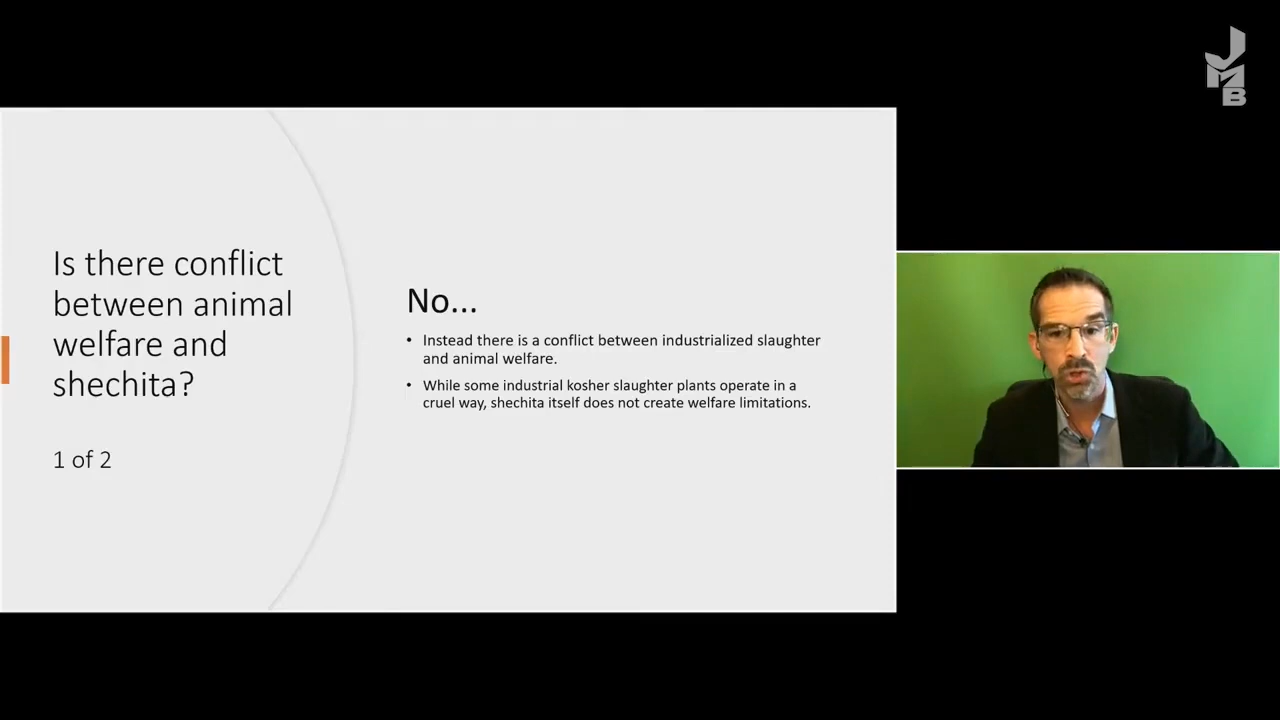 Is there conflict
between animal
welfare and
shechita?
1 of 2
No...
• Instead there is a conflict between industrialized slaughter
and animal welfare.
• While some industrial kosher slaughter plants operate in a
cruel way, shechita itself does not create welfare limitations.
JMB